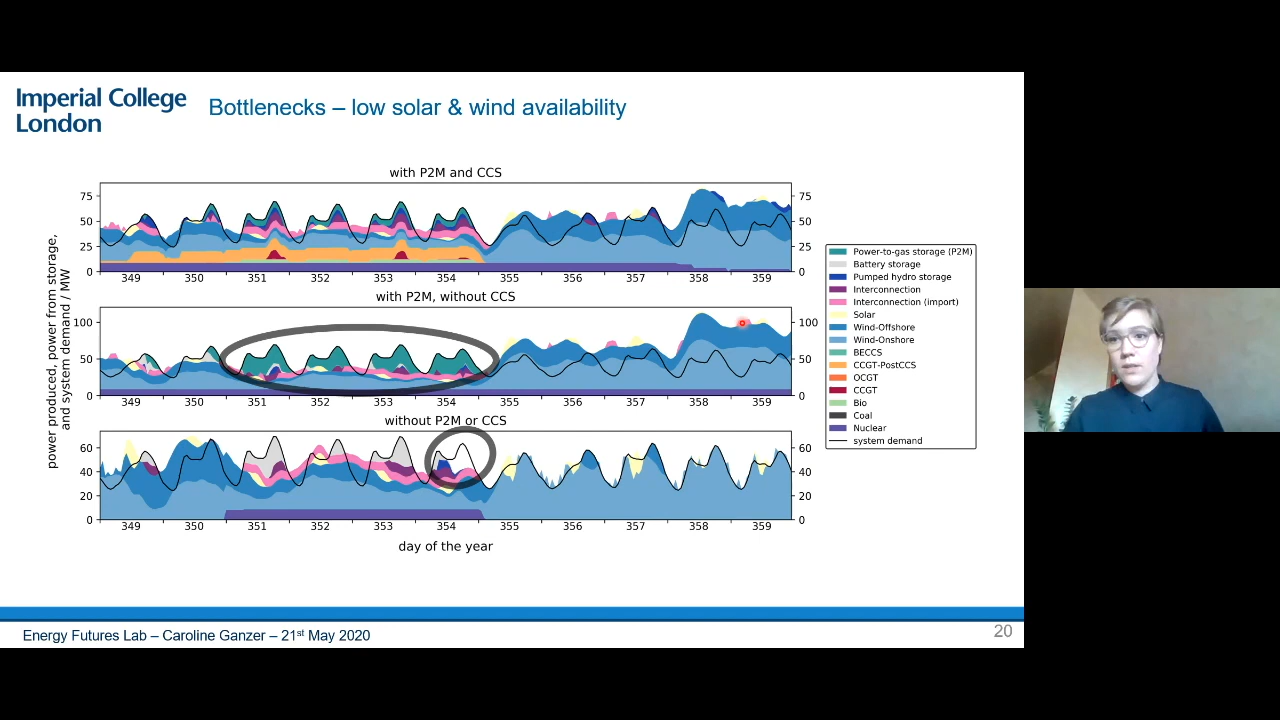 Imperial College
London
Bottlenecks – low solar & wind availability
power produced, power from storage,
and system demand / MW
with P2M and CCS
75
50
25
0
75
50
25
0
349 350 351 352 353 354 355 356 357 358 359
with P2M, without CCS
100
50
0
100
50
0
349 350 351 352 353 354 355 356 357 358 359
without P2M or CCS
60
40
20
0
60
40
20
0
349 350 351 352 353 354 355 356 357 358 359
day of the year
Power-to-gas storage (P2M)
Battery storage
Pumped hydro storage
Interconnection
Interconnection (import)
Solar
Wind-Offshore
Wind-Onshore
BECCS
CCGT-PostCCS
OCGT
CCGT
Bio
Coal
Nuclear
system demand
Energy Futures Lab – Caroline Ganzer – 21st May 2020
20